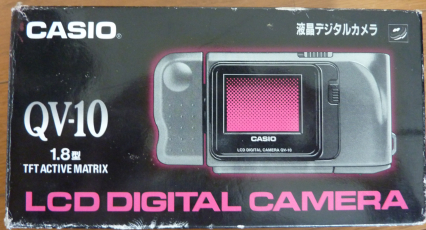 CASIO®
液晶デジタルカメラ
QV-10
1.8型
TFT ACTIVE MATRIX
CASIO
LCD DIGITAL CAMERA QV-10
LCD DIGITAL CAMERA